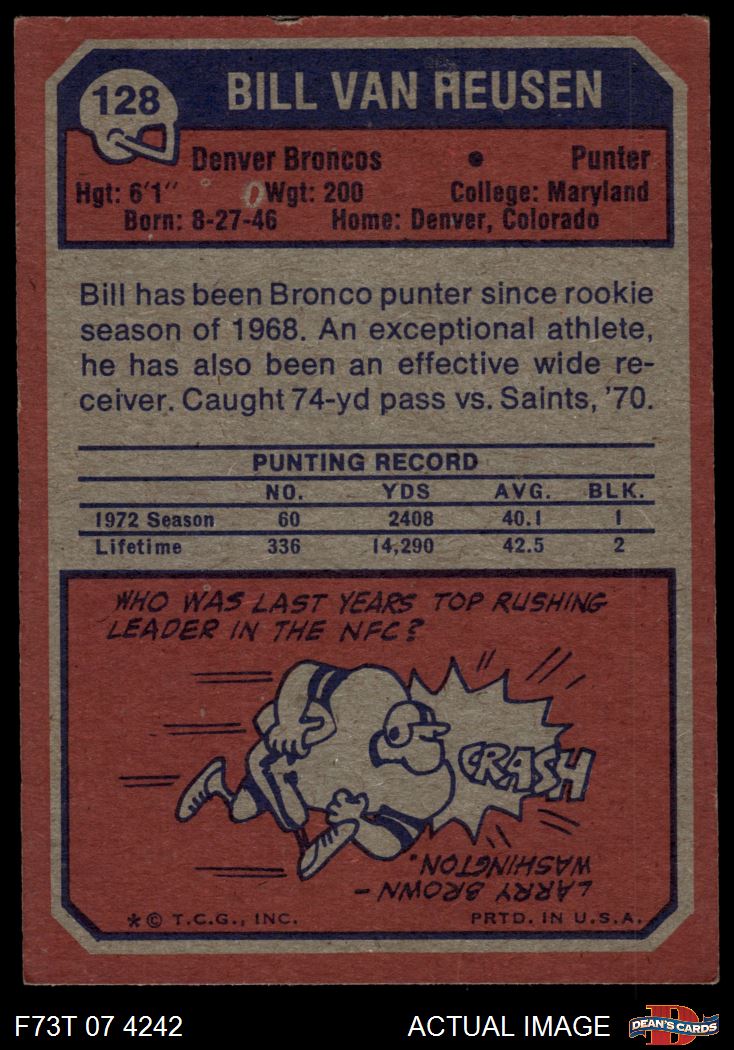 128
BILL VAN HEUSEN
Denver Broncos • Punter
Hgt: 6'1" Wgt: 200 College: Maryland
Born: 8-27-46 Home: Denver, Colorado
Bill has been Bronco punter since rookie
season of 1968. An exceptional athlete,
he has also been an effective wide re-
ceiver. Caught 74-yd pass vs. Saints, '70.
PUNTING RECORD
NO. YDS AVG. BLK.
1972 Season 60 2408 40.1 1
Lifetime 336 14,290 42.5 2
WHO WAS LAST YEARS TOP RUSHING
LEADER IN THE NFC?
CRASH
LARRY BROWN -
WASHINGTON.
* © T.C.G., INC. PRTD. IN U.S.A.
F73T 07 4242 ACTUAL IMAGE
DEAN'S CARDS